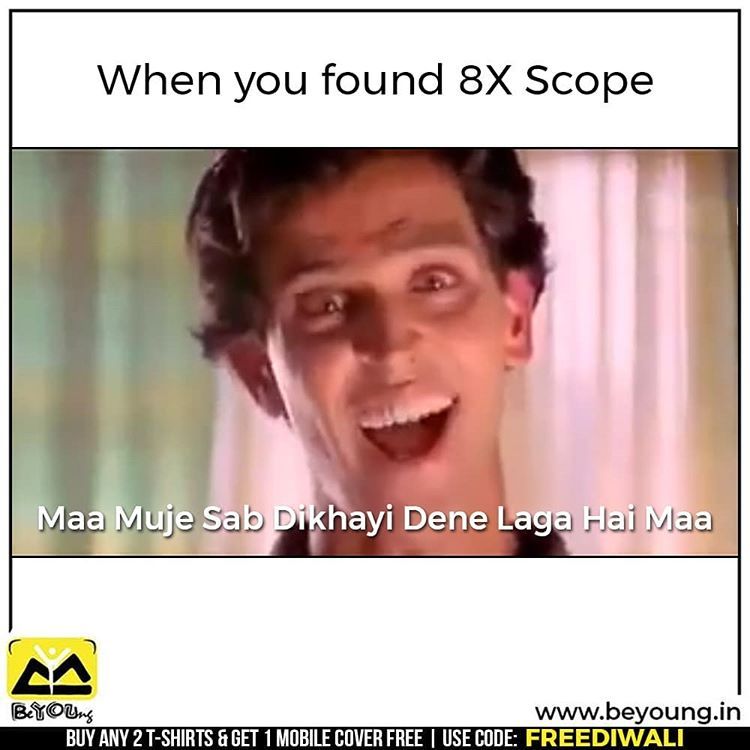 When you found 8X Scope
Maa Muje Sab Dikhayi Dene Laga Hai Maa
BeYOUng
www.beyoung.in
BUY ANY 2 T-SHIRTS & GET 1 MOBILE COVER FREE | USE CODE: FREEDIWALI